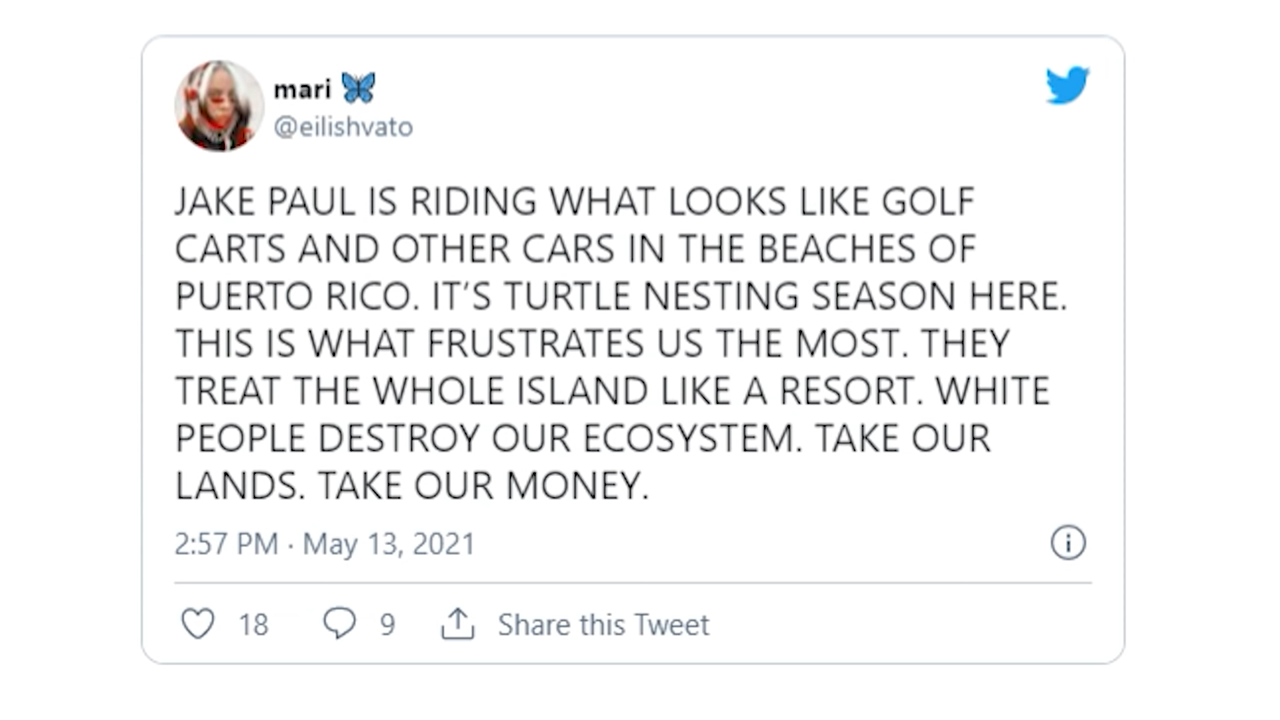 mari 🦋
@eilishvato
JAKE PAUL IS RIDING WHAT LOOKS LIKE GOLF
CARTS AND OTHER CARS IN THE BEACHES OF
PUERTO RICO. IT’S TURTLE NESTING SEASON HERE.
THIS IS WHAT FRUSTRATES US THE MOST. THEY
TREAT THE WHOLE ISLAND LIKE A RESORT. WHITE
PEOPLE DESTROY OUR ECOSYSTEM. TAKE OUR
LANDS. TAKE OUR MONEY.
2:57 PM · May 13, 2021
18 9 Share this Tweet